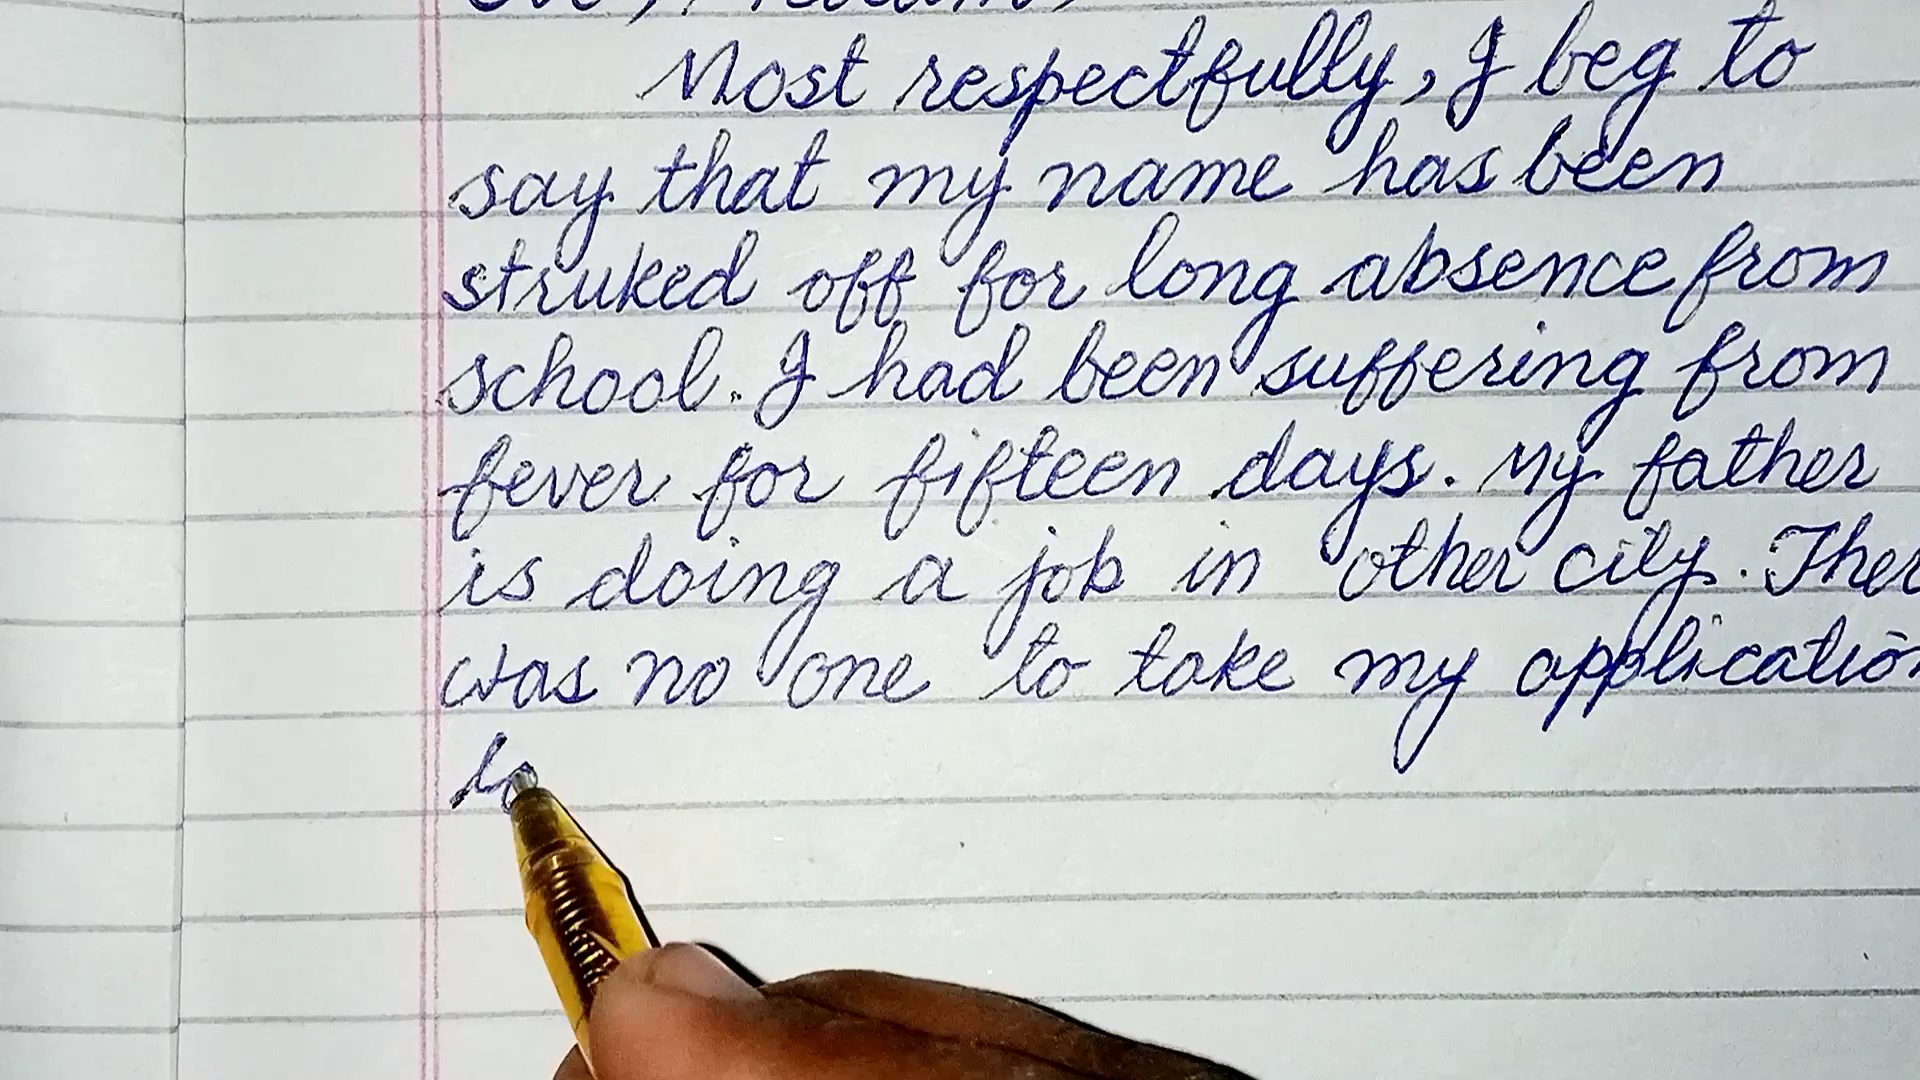 Most respectfully, I beg to
say that my name has been
struked off for long absence from
school. I had been suffering from
fever for fifteen days. My father
is doing a job in other city. Ther
was no one to take my application
to